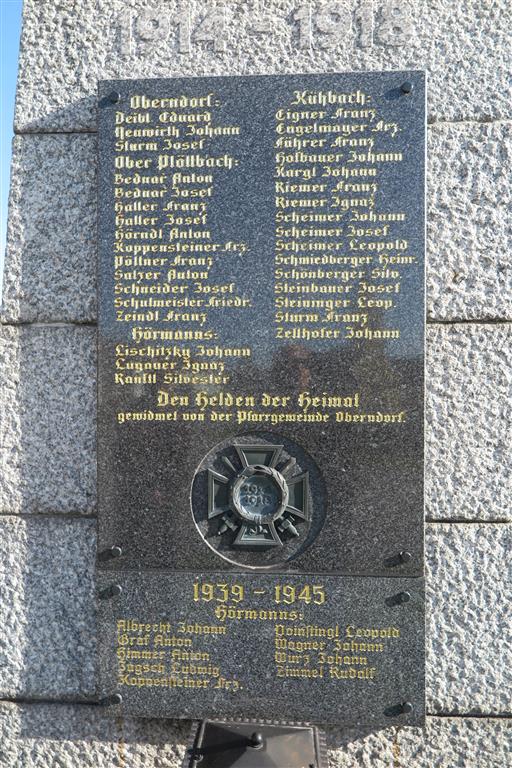 1914 - 1918
Oberndorf:
Deibl Eduard
Neuwirth Johann
Sturm Josef
Ober Plöllbach:
Bednar Anton
Bednar Josef
Haller Franz
Haller Josef
Hörndl Anton
Koppensteiner Frz.
Pöltner Franz
Salzer Anton
Schneider Josef
Schulmeister Friedr.
Zeindl Franz
Hörmanns:
Lischitzky Johann
Lugauer Ignaz
Rantll Silvester
Kühbach:
Eigner Franz
Engelmayer Frz.
Führer Franz
Hofbauer Johann
Kargl Johann
Riemer Franz
Riemer Ignaz
Scheimer Johann
Scheimer Josef
Scheimer Leopold
Schmiedberger Heinr.
Schönberger Silv.
Steinbauer Josef
Steininger Leop.
Sturm Franz
Zellhofer Johann
Den Helden der Heimat
gewidmet von der Pfarrgemeinde Oberndorf.
1939 - 1945
Hörmanns:
Albrecht Johann
Graf Anton
Himmer Anton
Jagsch Ludwig
Koppensteiner Frz.
Poinstingl Leopold
Wagner Johann
Wurz Johann
Zimmel Rudolf